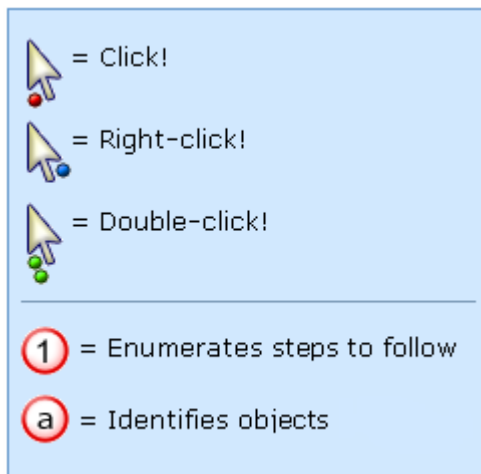 = Click!
= Right-click!
= Double-click!
1 = Enumerates steps to follow
a = Identifies objects